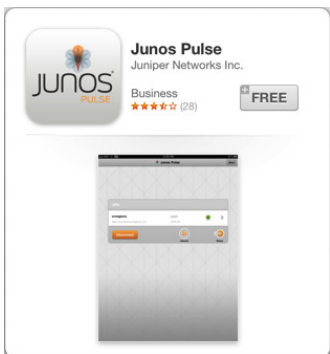 Junos Pulse
Juniper Networks Inc.
JUNOS
PULSE
Business
(28)
FREE
Junos Pulse